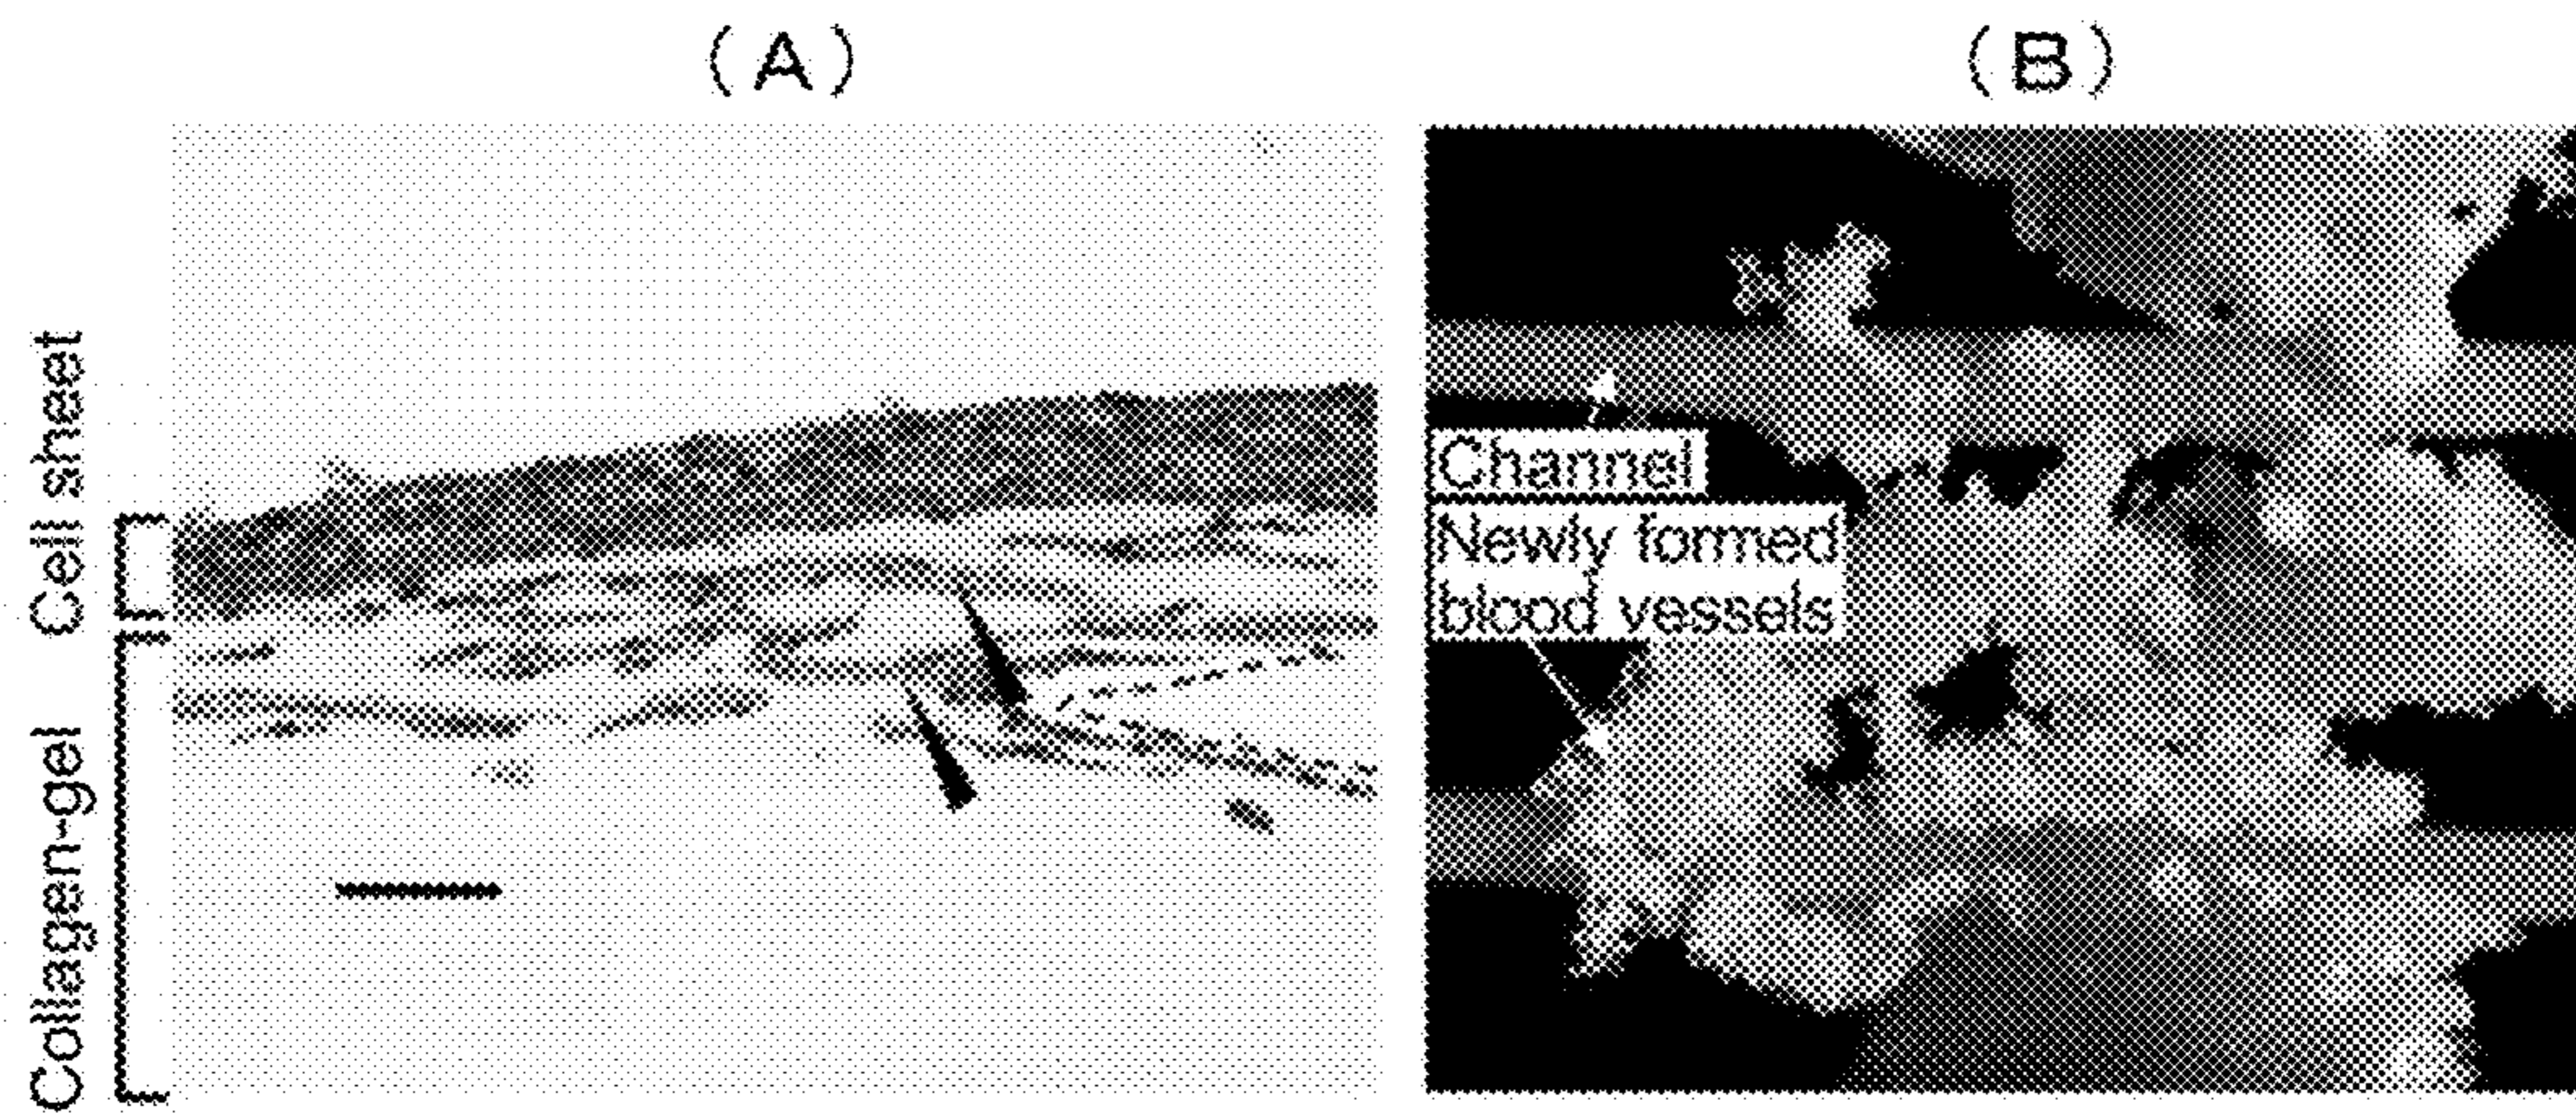 (A)
(B)
Cell sheet
Collagen-gel
Channel
Newly formed
blood vessels